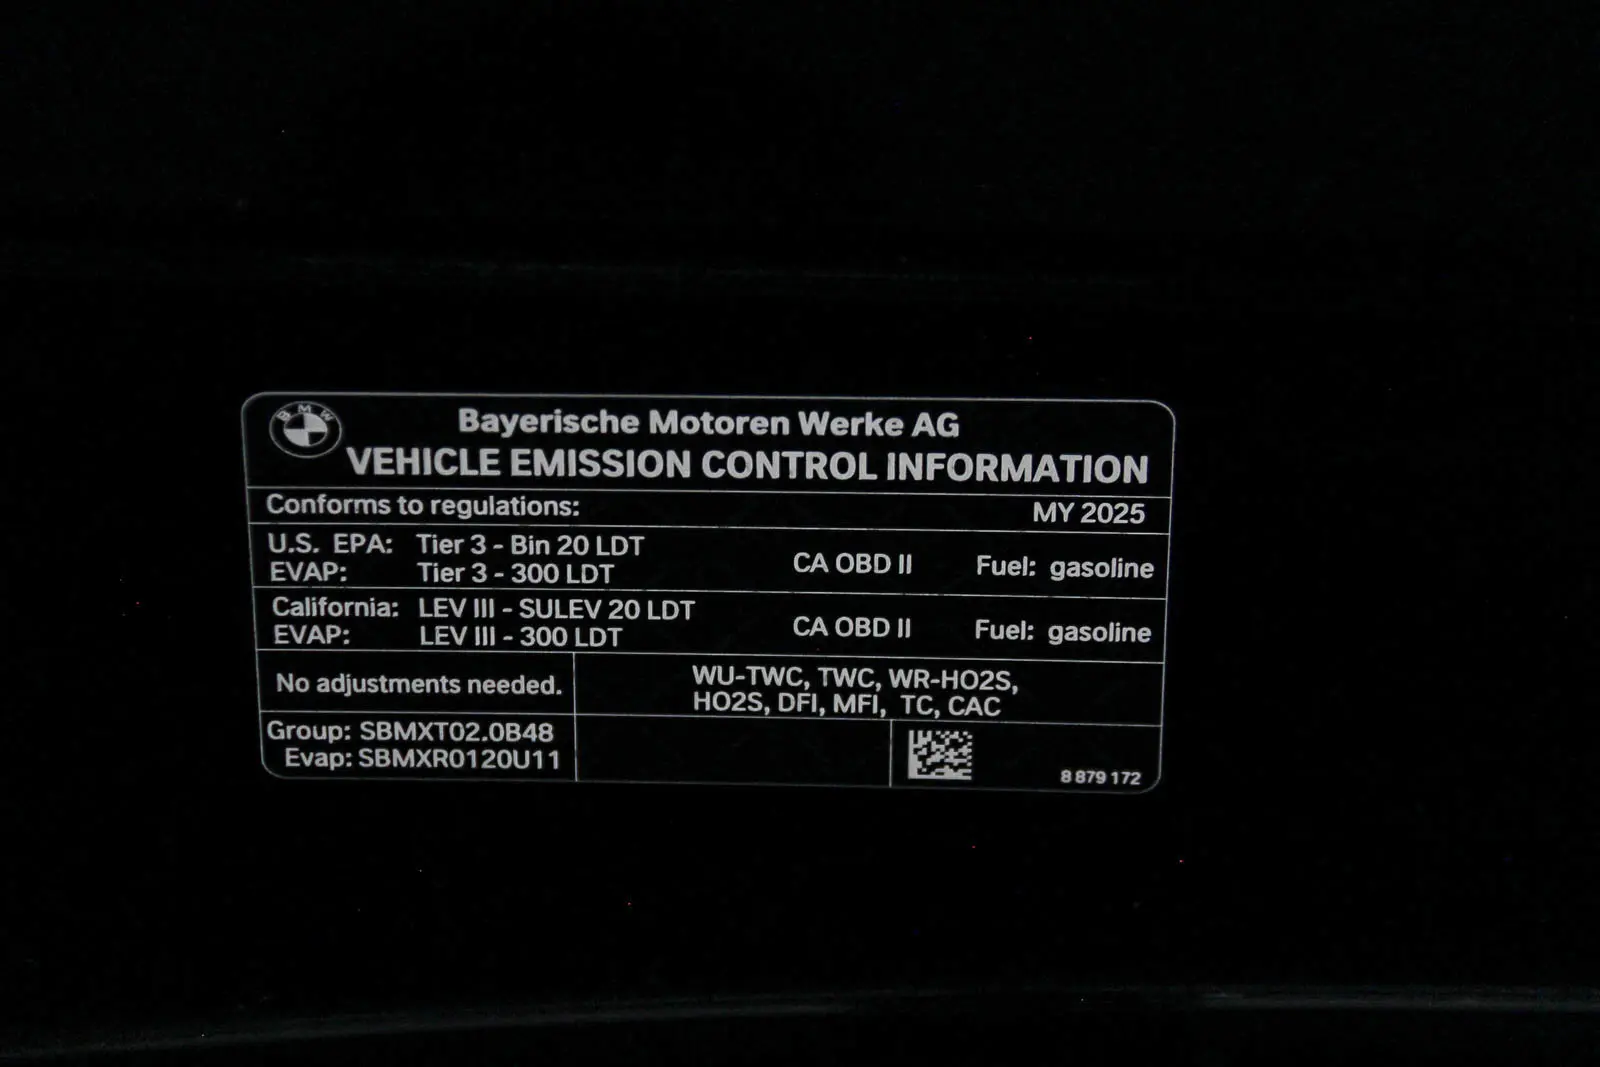 BMW
Bayerische Motoren Werke AG
VEHICLE EMISSION CONTROL INFORMATION
Conforms to regulations: MY 2025
U.S. EPA: Tier 3 - Bin 20 LDT CA OBD II Fuel: gasoline
EVAP: Tier 3 - 300 LDT
California: LEV III - SULEV 20 LDT CA OBD II Fuel: gasoline
EVAP: LEV III - 300 LDT
No adjustments needed.
WU-TWC, TWC, WR-HO2S,
HO2S, DFI, MFI, TC, CAC
Group: SBMXT02.0B48
Evap: SBMXR0120U11
8 879 172